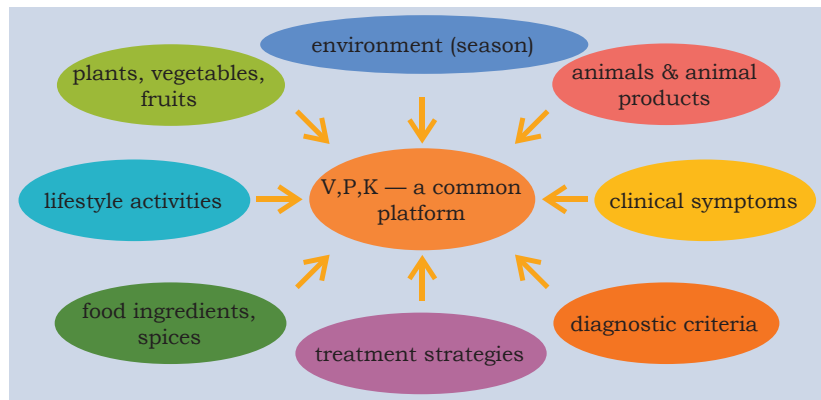 environment (season)
plants, vegetables,
fruits
animals & animal
products
V,P,K — a common
platform
lifestyle activities
clinical symptoms
food ingredients,
spices
treatment strategies
diagnostic criteria